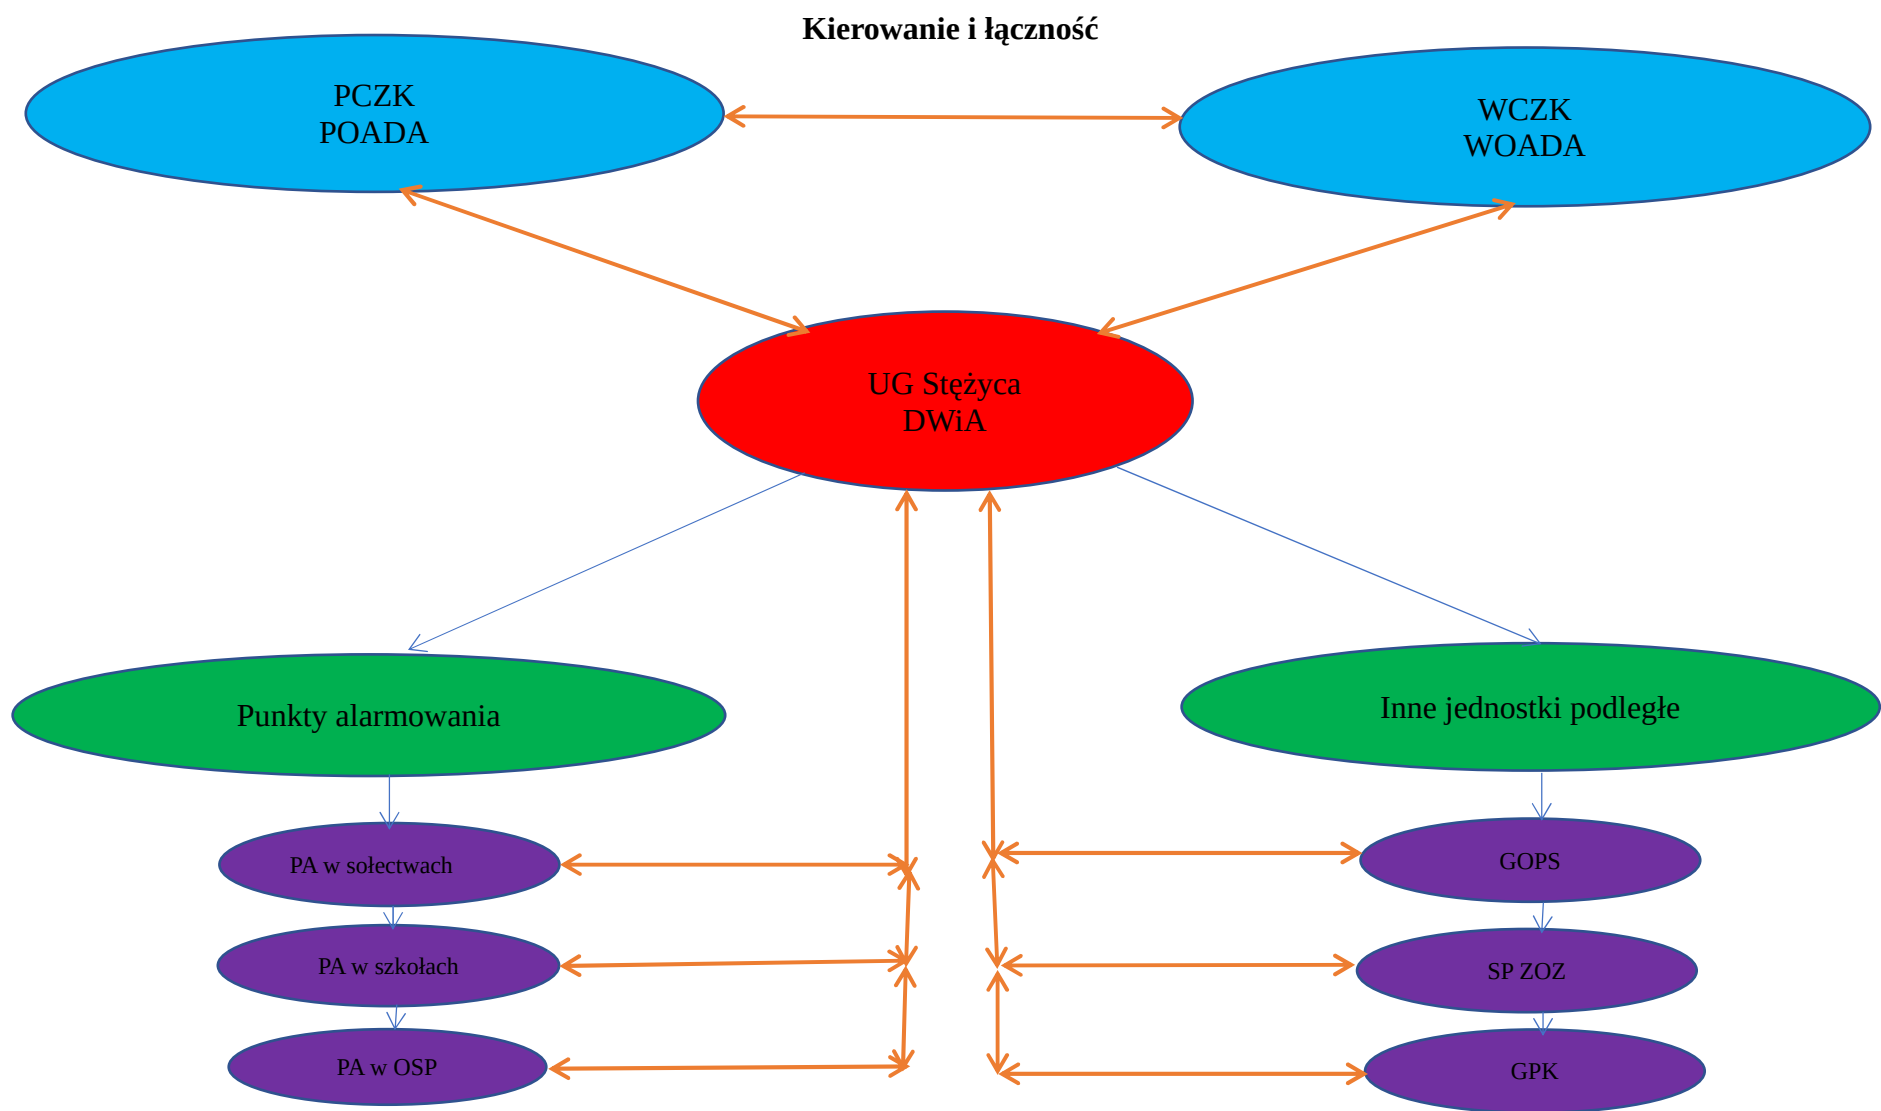 Kierowanie i łączność
PCZK
POADA
WCZK
WOADA
UG Stężyca
DWiA
Punkty alarmowania
Inne jednostki podległe
PA w sołectwach
GOPS
PA w szkołach
SP ZOZ
PA w OSP
GPK